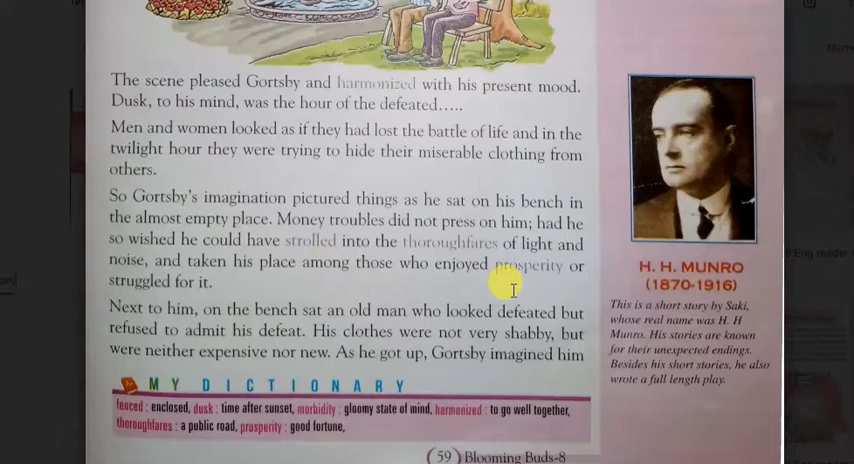 The scene pleased Gortsby and harmonized with his present mood.
Dusk, to his mind, was the hour of the defeated.....
Men and women looked as if they had lost the battle of life and in the
twilight hour they were trying to hide their miserable clothing from
others.
So Gortsby's imagination pictured things as he sat on his bench in
the almost empty place. Money troubles did not press on him; had he
so wished he could have strolled into the thoroughfares of light and
noise, and taken his place among those who enjoyed prosperity or
struggled for it.
Next to him, on the bench sat an old man who looked defeated but
refused to admit his defeat. His clothes were not very shabby, but
were neither expensive nor new. As he got up, Gortsby imagined him
MY DICTIONARY
fenced : enclosed, dusk : time after sunset, morbidity : gloomy state of mind, harmonized : to go well together,
thoroughfares : a public road, prosperity : good fortune,
(59) Blooming Buds-8
H. H. MUNRO
(1870-1916)
This is a short story by Saki,
whose real name was H. H
Munro. His stories are known
for their unexpected endings.
Besides his short stories, he also
wrote a full length play.
Eng reader